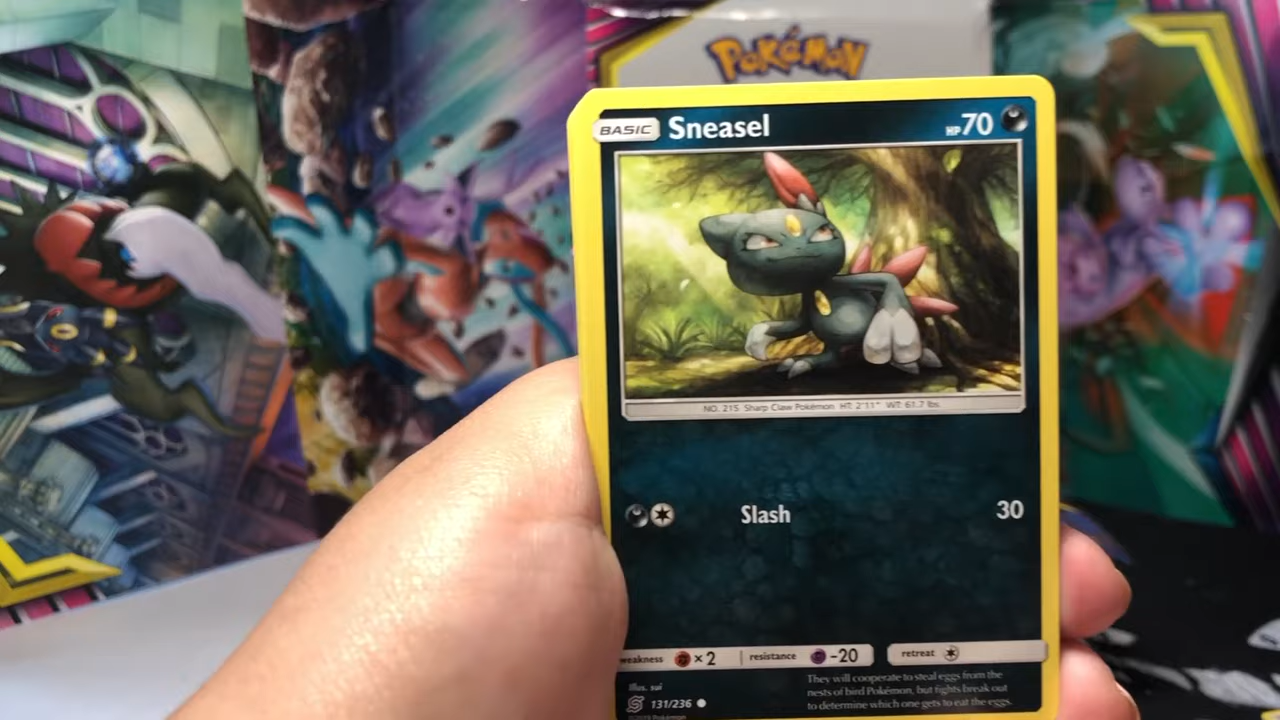 POKÉMON
BASIC Sneasel HP 70
NO. 215 Sharp Claw Pokémon HT: 2'11" WT: 61.7 lbs
Slash 30
weakness ×2 resistance -20 retreat
Illus. sui
131/236
©2019 Pokémon
They will cooperate to steal eggs from the
nests of bird Pokémon, but fights break out
to determine which one gets to eat the eggs.